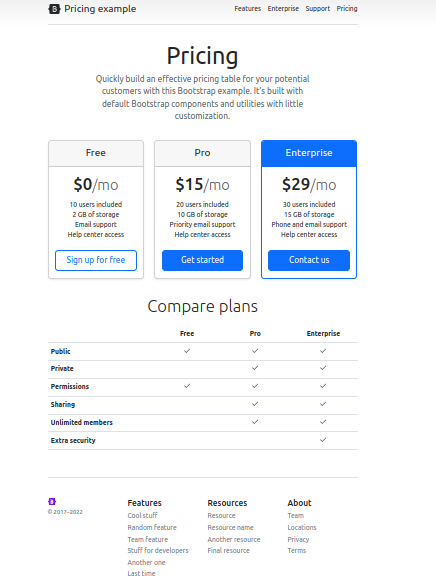 Pricing example
Features Enterprise Support Pricing
Pricing
Quickly build an effective pricing table for your potential
customers with this Bootstrap example. It's built with
default Bootstrap components and utilities with little
customization.
Free
$0/mo
10 users included
2 GB of storage
Email support
Help center access
Sign up for free
Pro
$15/mo
20 users included
10 GB of storage
Priority email support
Help center access
Get started
Enterprise
$29/mo
30 users included
15 GB of storage
Phone and email support
Help center access
Contact us
Compare plans
Free Pro Enterprise
Public
Private
Permissions
Sharing
Unlimited members
Extra security
© 2017–2022
Features
Cool stuff
Random feature
Team feature
Stuff for developers
Another one
Last time
Resources
Resource
Resource name
Another resource
Final resource
About
Team
Locations
Privacy
Terms